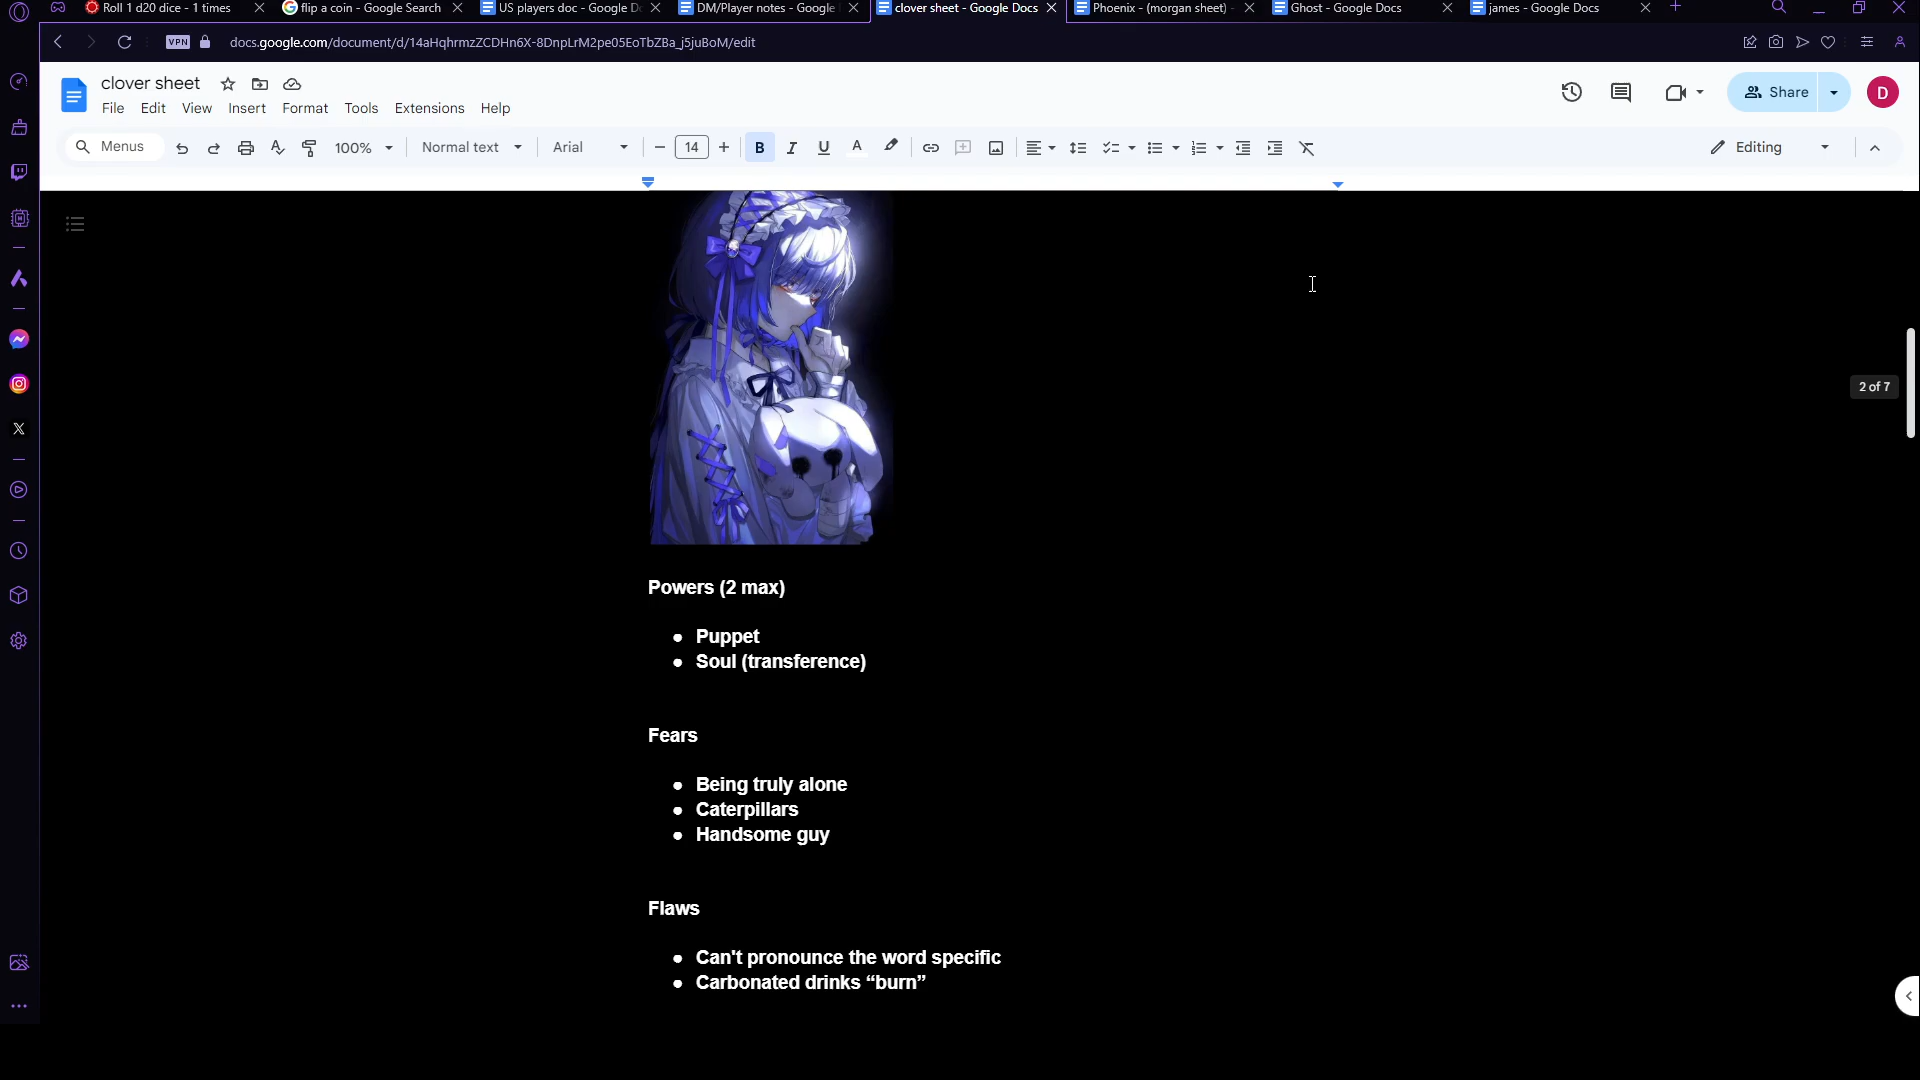 Roll 1 d20 dice - 1 times
flip a coin - Google Search
US players doc - Google D
DM/Player notes - Google
clover sheet - Google Docs
Phoenix - (morgan sheet) -
Ghost - Google Docs
james - Google Docs
VPN
docs.google.com/document/d/14aHqhrmzZCDHn6X-8DnpLrM2pe05EoTbZBa_j5juBoM/edit
clover sheet
File Edit View Insert Format Tools Extensions Help
Share
D
Menus
100%
Normal text
Arial
14
B I U A
Editing
2 of 7
Powers (2 max)
● Puppet
● Soul (transference)
Fears
● Being truly alone
● Caterpillars
● Handsome guy
Flaws
● Can't pronounce the word specific
● Carbonated drinks “burn”